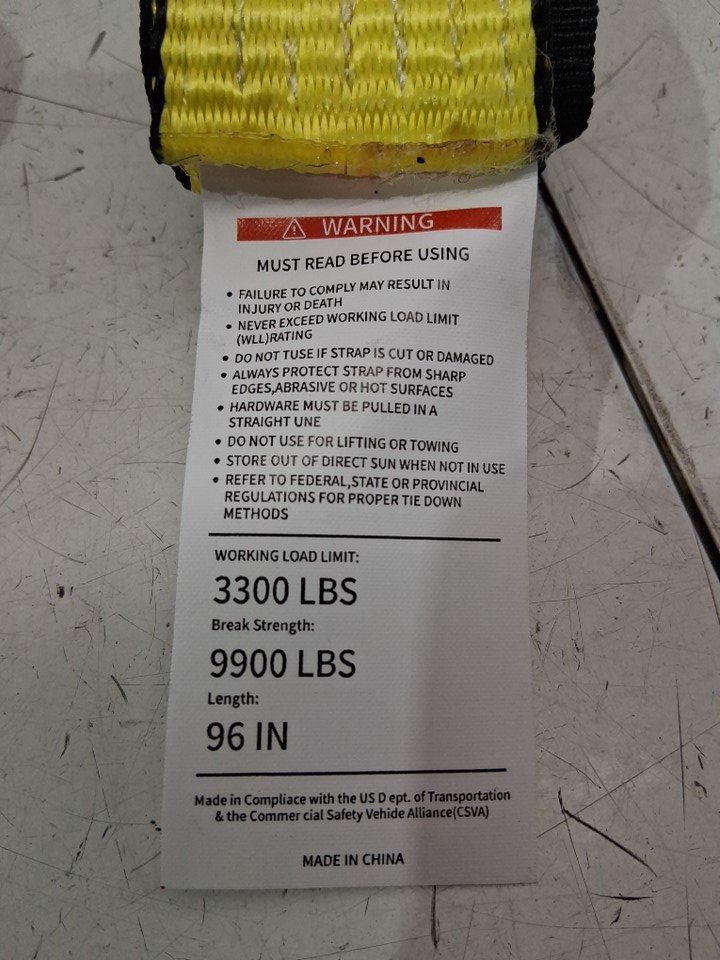 ⚠ WARNING
MUST READ BEFORE USING
• FAILURE TO COMPLY MAY RESULT IN
INJURY OR DEATH
• NEVER EXCEED WORKING LOAD LIMIT
(WLL)RATING
• DO NOT TUSE IF STRAP IS CUT OR DAMAGED
• ALWAYS PROTECT STRAP FROM SHARP
EDGES,ABRASIVE OR HOT SURFACES
• HARDWARE MUST BE PULLED IN A
STRAIGHT UNE
• DO NOT USE FOR LIFTING OR TOWING
• STORE OUT OF DIRECT SUN WHEN NOT IN USE
• REFER TO FEDERAL,STATE OR PROVINCIAL
REGULATIONS FOR PROPER TIE DOWN
METHODS
WORKING LOAD LIMIT:
3300 LBS
Break Strength:
9900 LBS
Length:
96 IN
Made in Compliace with the US D ept. of Transportation
& the Commer cial Safety Vehide Alliance(CSVA)
MADE IN CHINA